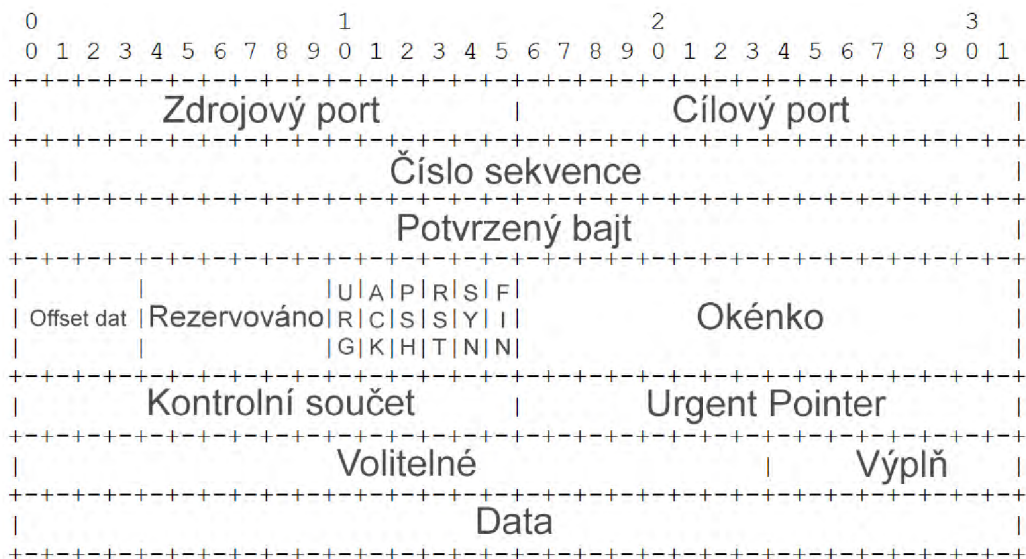 0                   1                   2                   3
0 1 2 3 4 5 6 7 8 9 0 1 2 3 4 5 6 7 8 9 0 1 2 3 4 5 6 7 8 9 0 1
+-+-+-+-+-+-+-+-+-+-+-+-+-+-+-+-+-+-+-+-+-+-+-+-+-+-+-+-+-+-+-+-+
| Zdrojový port | Cílový port |
+-+-+-+-+-+-+-+-+-+-+-+-+-+-+-+-+-+-+-+-+-+-+-+-+-+-+-+-+-+-+-+-+
| Číslo sekvence |
+-+-+-+-+-+-+-+-+-+-+-+-+-+-+-+-+-+-+-+-+-+-+-+-+-+-+-+-+-+-+-+-+
| Potvrzený bajt |
+-+-+-+-+-+-+-+-+-+-+-+-+-+-+-+-+-+-+-+-+-+-+-+-+-+-+-+-+-+-+-+-+
| | |U|A|P|R|S|F| |
| Offset dat |Rezervováno|R|C|S|S|Y|I| Okénko |
| | |G|K|H|T|N|N| |
+-+-+-+-+-+-+-+-+-+-+-+-+-+-+-+-+-+-+-+-+-+-+-+-+-+-+-+-+-+-+-+-+
| Kontrolní součet | Urgent Pointer |
+-+-+-+-+-+-+-+-+-+-+-+-+-+-+-+-+-+-+-+-+-+-+-+-+-+-+-+-+-+-+-+-+
| Volitelné | Výplň |
+-+-+-+-+-+-+-+-+-+-+-+-+-+-+-+-+-+-+-+-+-+-+-+-+-+-+-+-+-+-+-+-+
| Data |
+-+-+-+-+-+-+-+-+-+-+-+-+-+-+-+-+-+-+-+-+-+-+-+-+-+-+-+-+-+-+-+-+